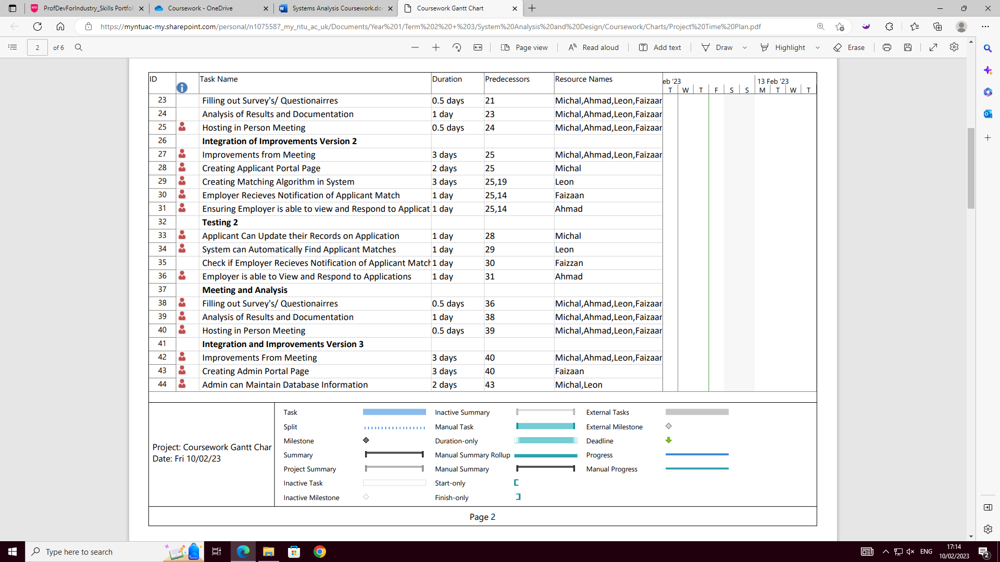 ProfDevForIndustry_Skills Portfoli
Coursework - OneDrive
Systems Analysis Coursework.doc
Coursework Gantt Chart
https://myntuac-my.sharepoint.com/personal/n1075587_my_ntu_ac_uk/Documents/Year%201/Term%202%20+%203/System%20Analysis%20and%20Design/Coursework/Charts/Project%20Time%20Plan.pdf
2 of 6 Page view Read aloud Add text Draw Highlight Erase
ID Task Name Duration Predecessors Resource Names eb '23 13 Feb '23
T W T F S S M T W T
23 Filling out Survey's/ Questionairres 0.5 days 21 Michal,Ahmad,Leon,Faizaan
24 Analysis of Results and Documentation 1 day 23 Michal,Ahmad,Leon,Faizaan
25 Hosting in Person Meeting 0.5 days 24 Michal,Ahmad,Leon,Faizaan
26 Integration of Improvements Version 2
27 Improvements from Meeting 3 days 25 Michal,Ahmad,Leon,Faizaan
28 Creating Applicant Portal Page 2 days 25 Michal
29 Creating Matching Algorithm in System 3 days 25,19 Leon
30 Employer Recieves Notification of Applicant Match 1 day 25,14 Faizaan
31 Ensuring Employer is able to view and Respond to Applicat 1 day 25,14 Ahmad
32 Testing 2
33 Applicant Can Update their Records on Application 1 day 28 Michal
34 System can Automatically Find Applicant Matches 1 day 29 Leon
35 Check if Employer Recieves Notification of Applicant Match 1 day 30 Faizzan
36 Employer is able to View and Respond to Applications 1 day 31 Ahmad
37 Meeting and Analysis
38 Filling out Survey's/ Questionairres 0.5 days 36 Michal,Ahmad,Leon,Faizaan
39 Analysis of Results and Documentation 1 day 38 Michal,Ahmad,Leon,Faizaan
40 Hosting in Person Meeting 0.5 days 39 Michal,Ahmad,Leon,Faizaan
41 Integration and Improvements Version 3
42 Improvements From Meeting 3 days 40 Michal,Ahmad,Leon,Faizaan
43 Creating Admin Portal Page 3 days 40 Faizaan
44 Admin can Maintain Database Information 2 days 43 Michal,Leon
Project: Coursework Gantt Char
Date: Fri 10/02/23
Task
Split
Milestone
Summary
Project Summary
Inactive Task
Inactive Milestone
Inactive Summary
Manual Task
Duration-only
Manual Summary Rollup
Manual Summary
Start-only
Finish-only
External Tasks
External Milestone
Deadline
Progress
Manual Progress
Page 2
Type here to search
ENG
17:14
10/02/2023
2